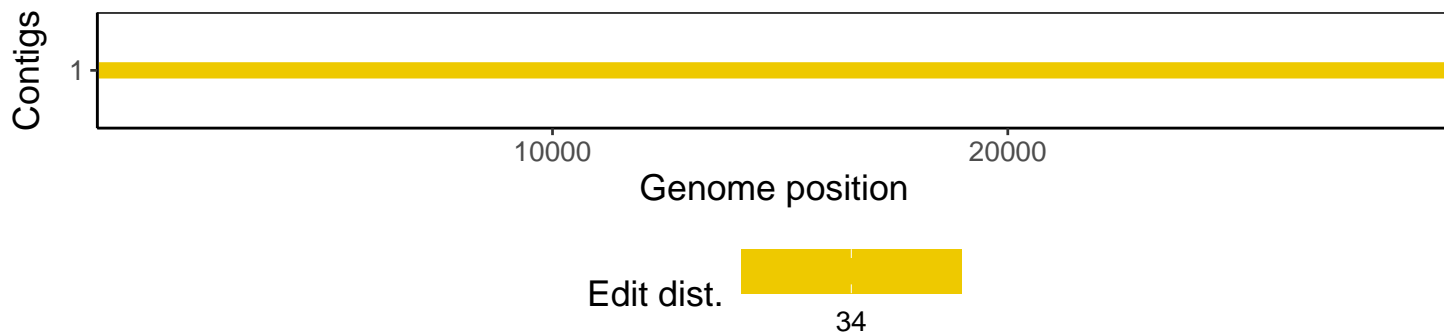 Contigs
1
10000
20000
Genome position
Edit dist.
34